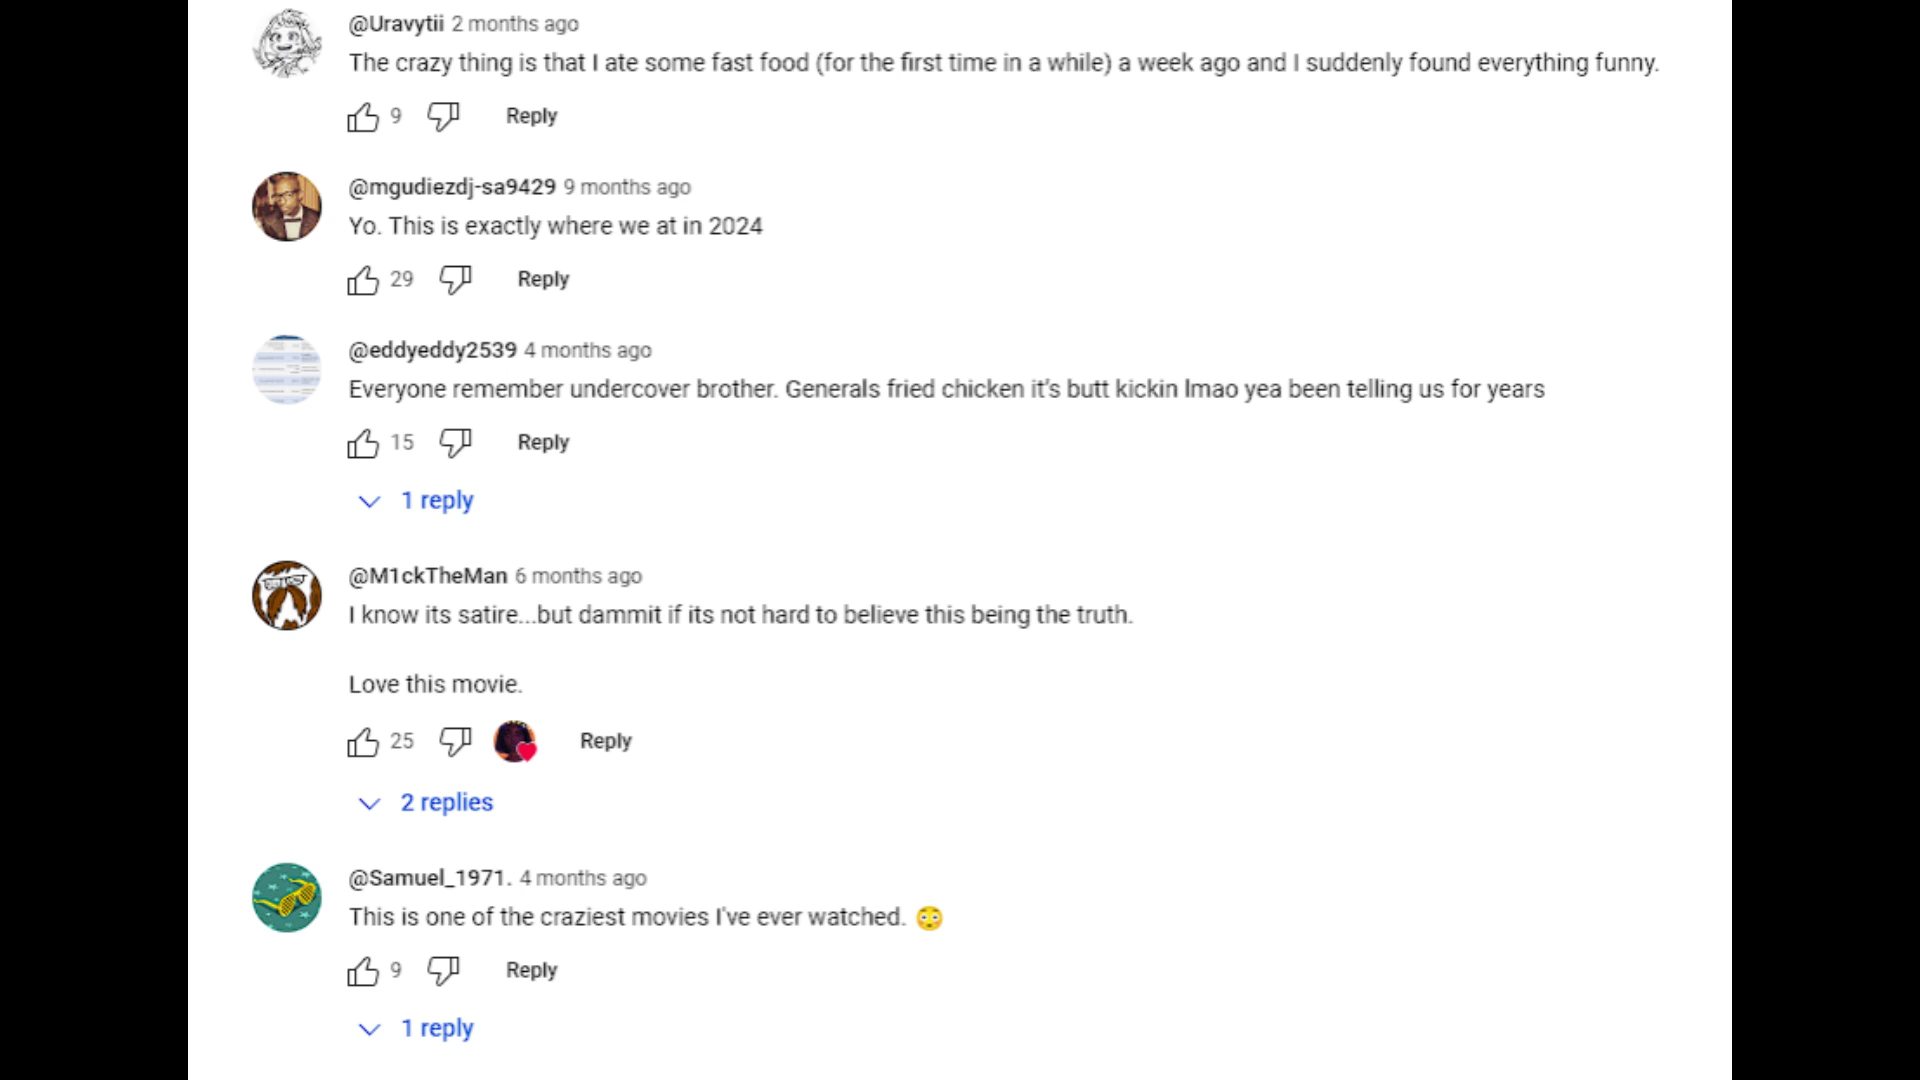 @Uravytii 2 months ago
The crazy thing is that I ate some fast food (for the first time in a while) a week ago and I suddenly found everything funny.
9 Reply
@mgudiezdj-sa9429 9 months ago
Yo. This is exactly where we at in 2024
29 Reply
@eddyeddy2539 4 months ago
Everyone remember undercover brother. Generals fried chicken it's butt kickin lmao yea been telling us for years
15 Reply
1 reply
@M1ckTheMan 6 months ago
I know its satire...but dammit if its not hard to believe this being the truth.
Love this movie.
25 Reply
2 replies
@Samuel_1971. 4 months ago
This is one of the craziest movies I've ever watched. 😳
9 Reply
1 reply